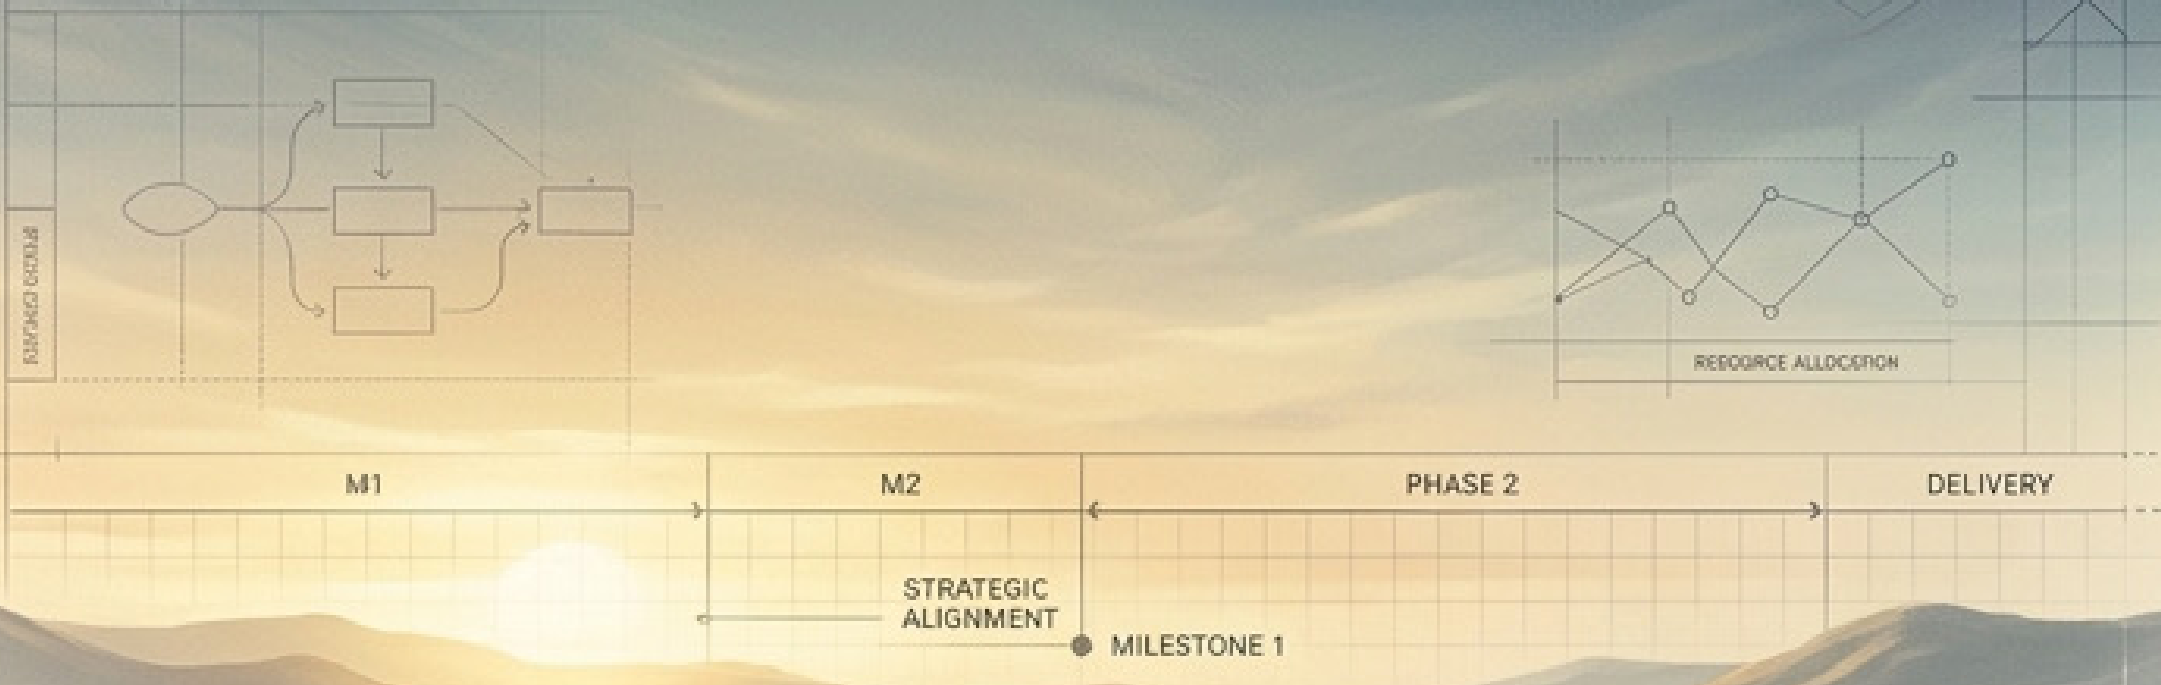 M1
M2
PHASE 2
DELIVERY
STRATEGIC
ALIGNMENT
MILESTONE 1